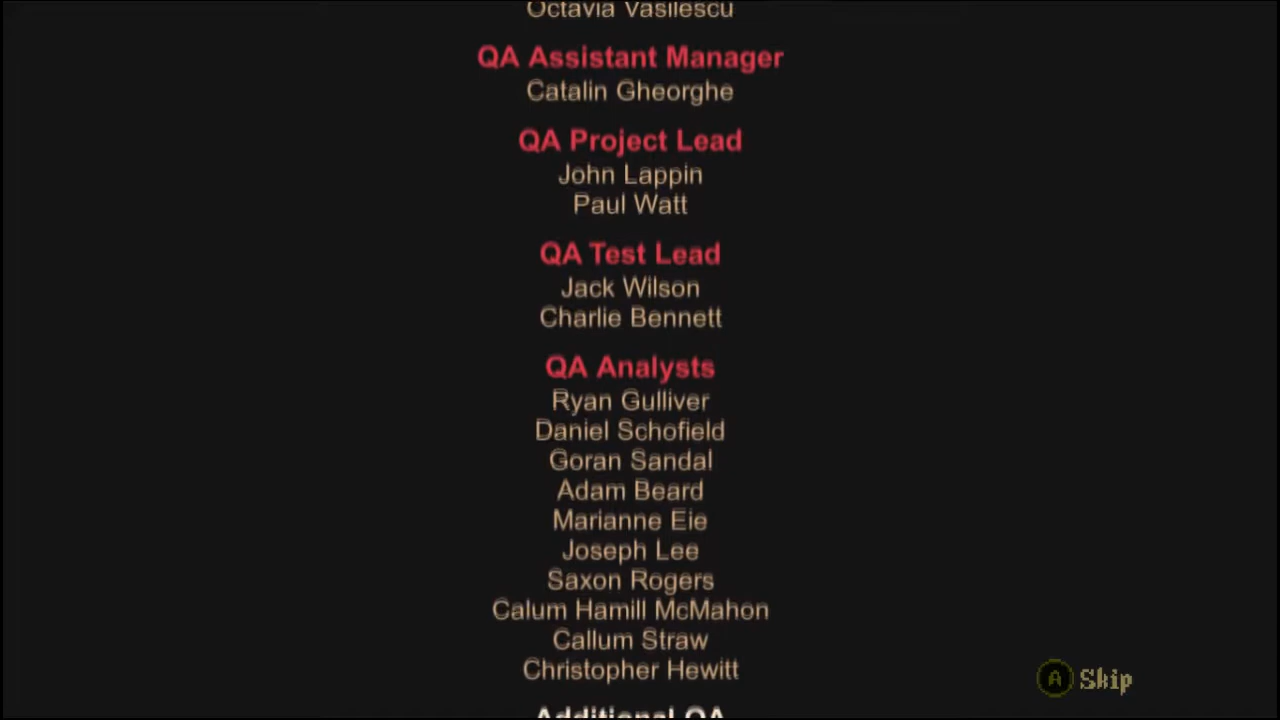 Octavia Vasilescu
QA Assistant Manager
Catalin Gheorghe
QA Project Lead
John Lappin
Paul Watt
QA Test Lead
Jack Wilson
Charlie Bennett
QA Analysts
Ryan Gulliver
Daniel Schofield
Goran Sandal
Adam Beard
Marianne Eie
Joseph Lee
Saxon Rogers
Calum Hamill McMahon
Callum Straw
Christopher Hewitt
A Skip
Additional QA